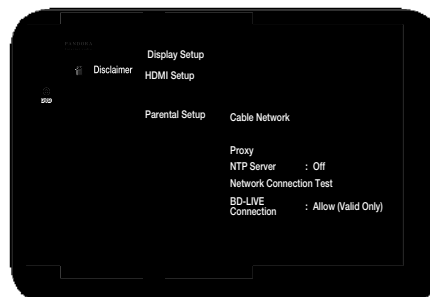 Display Setup
Disclaimer
HDMI Setup
Parental Setup
Cable Network
Proxy
NTP Server : Off
Network Connection Test
BD-LIVE
Connection : Allow (Valid Only)